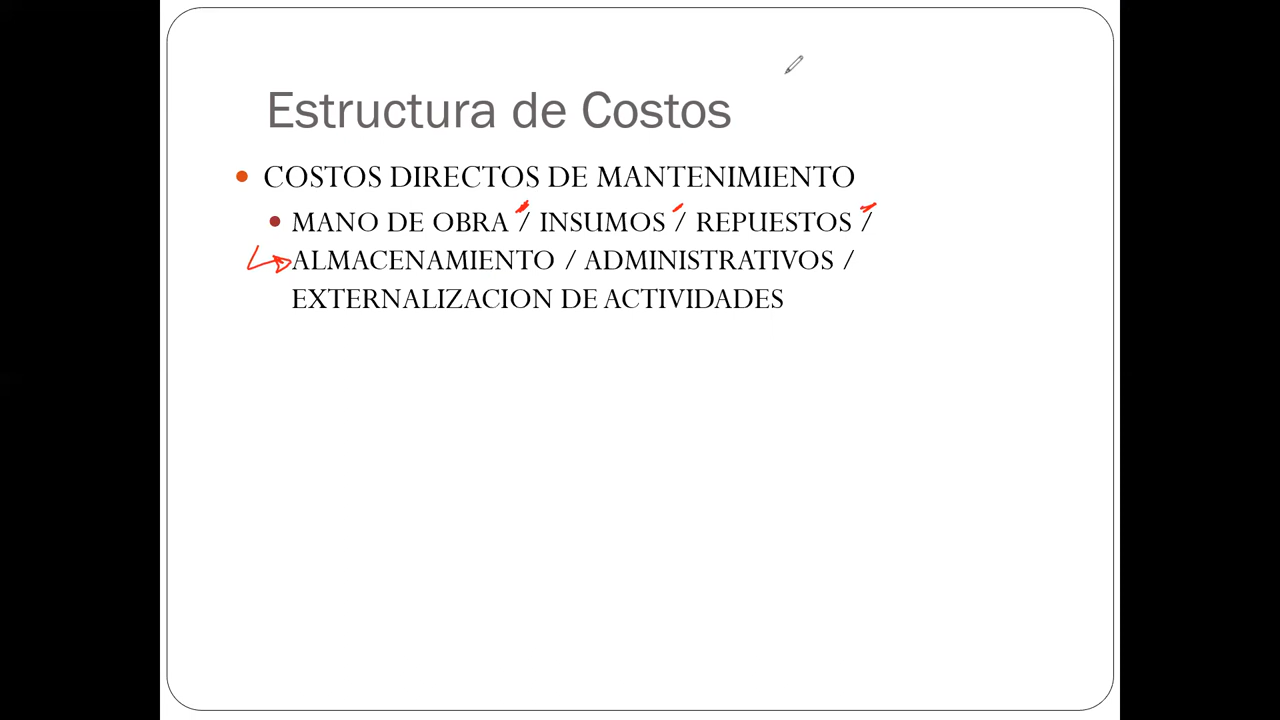 Estructura de Costos
COSTOS DIRECTOS DE MANTENIMIENTO
MANO DE OBRA / INSUMOS / REPUESTOS /
ALMACENAMIENTO / ADMINISTRATIVOS /
EXTERNALIZACION DE ACTIVIDADES